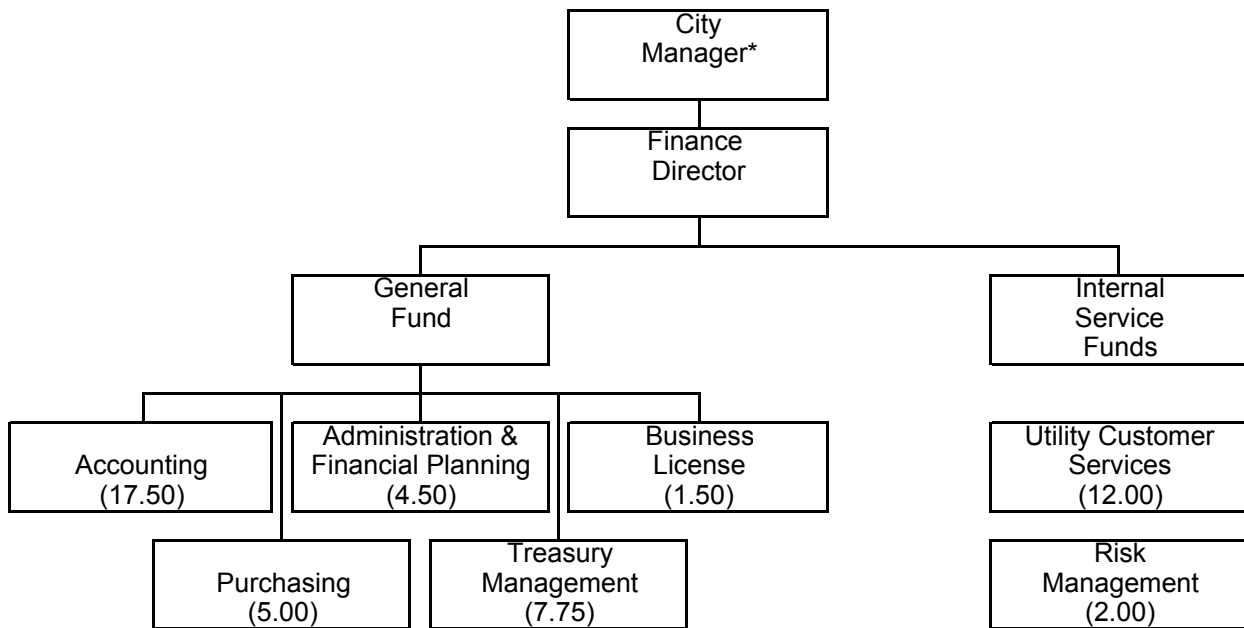 City
Manager*
Finance
Director
General
Fund
Internal
Service
Funds
Accounting
(17.50)
Administration &
Financial Planning
(4.50)
Business
License
(1.50)
Utility Customer
Services
(12.00)
Purchasing
(5.00)
Treasury
Management
(7.75)
Risk
Management
(2.00)